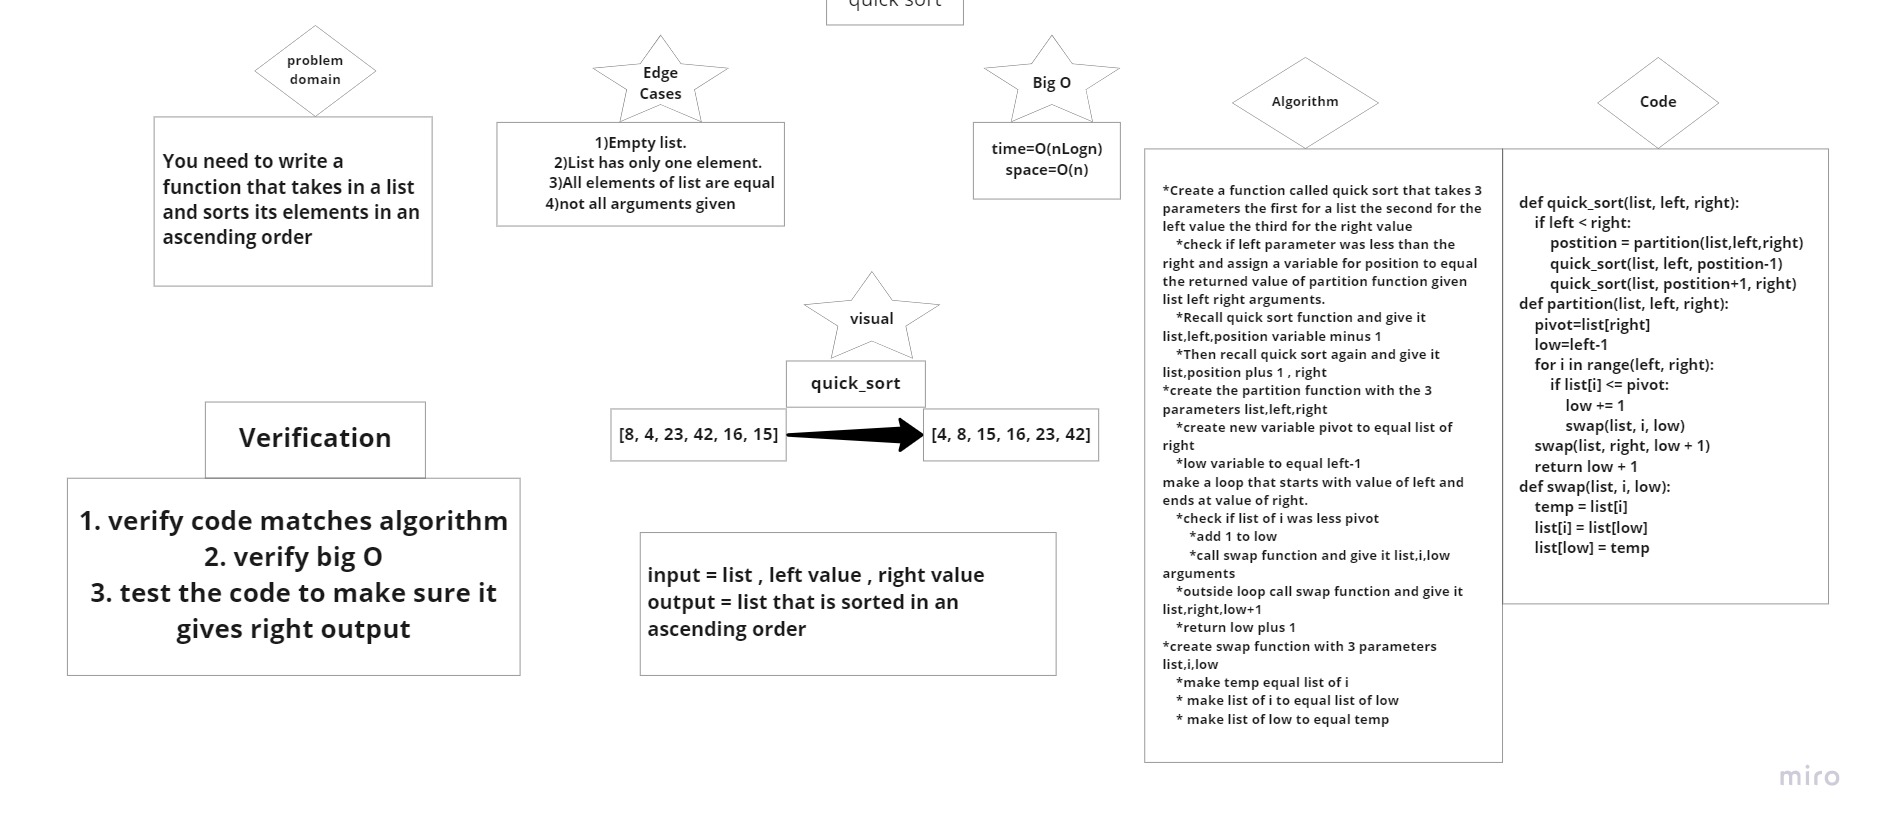 quick sort
problem
domain
You need to write a
function that takes in a list
and sorts its elements in an
ascending order
Edge
Cases
1)Empty list.
2)List has only one element.
3)All elements of list are equal
4)not all arguments given
Big O
time=O(nLogn)
space=O(n)
visual
quick_sort
[8, 4, 23, 42, 16, 15]
[4, 8, 15, 16, 23, 42]
Verification
1. verify code matches algorithm
2. verify big O
3. test the code to make sure it
gives right output
input = list , left value , right value
output = list that is sorted in an
ascending order
Algorithm
*Create a function called quick sort that takes 3
parameters the first for a list the second for the
left value the third for the right value
*check if left parameter was less than the
right and assign a variable for position to equal
the returned value of partition function given
list left right arguments.
*Recall quick sort function and give it
list,left,position variable minus 1
*Then recall quick sort again and give it
list,position plus 1 , right
*create the partition function with the 3
parameters list,left,right
*create new variable pivot to equal list of
right
*low variable to equal left-1
make a loop that starts with value of left and
ends at value of right.
*check if list of i was less pivot
*add 1 to low
*call swap function and give it list,i,low
arguments
*outside loop call swap function and give it
list,right,low+1
*return low plus 1
*create swap function with 3 parameters
list,i,low
*make temp equal list of i
* make list of i to equal list of low
* make list of low to equal temp
Code
def quick_sort(list, left, right):
if left < right:
postition = partition(list,left,right)
quick_sort(list, left, postition-1)
quick_sort(list, postition+1, right)
def partition(list, left, right):
pivot=list[right]
low=left-1
for i in range(left, right):
if list[i] <= pivot:
low += 1
swap(list, i, low)
swap(list, right, low + 1)
return low + 1
def swap(list, i, low):
temp = list[i]
list[i] = list[low]
list[low] = temp
miro